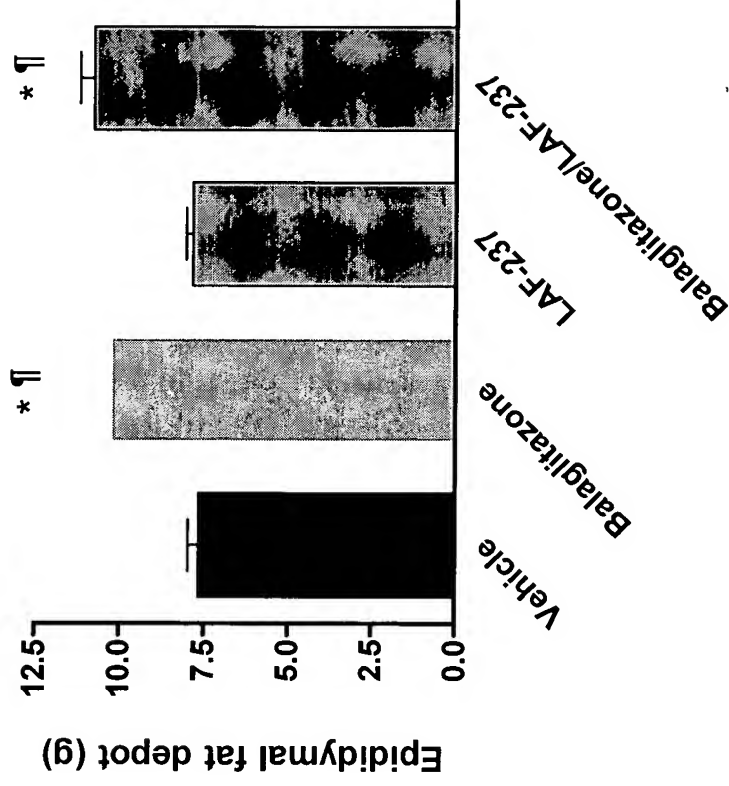 Epididymal fat depot (g)
12.5
10.0
7.5
5.0
2.5
0.0
* ¶
* ¶
Vehicle
Balaglitazone
LAF-237
Balaglitazone/LAF-237